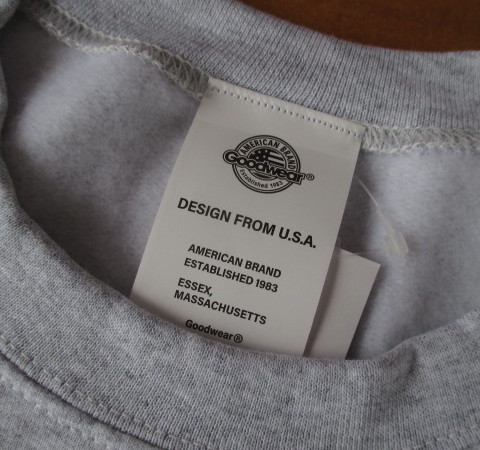 AMERICAN BRAND
Goodwear®
Established 1983
DESIGN FROM U.S.A.
AMERICAN BRAND
ESTABLISHED 1983
ESSEX,
MASSACHUSETTS
Goodwear®